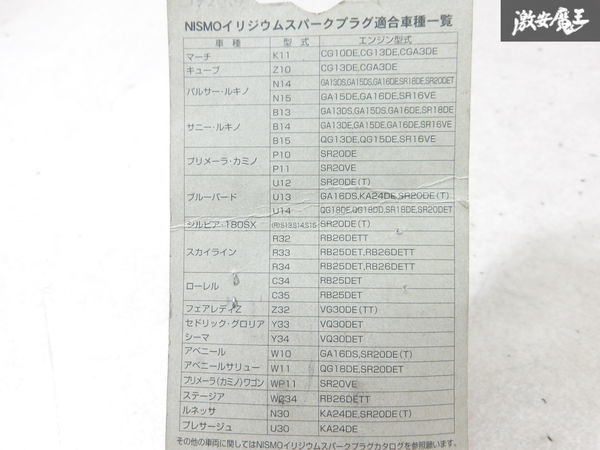 激安魔王
NISMOイリジウムスパークプラグ適合車種一覧
車種 型式 エンジン型式
マーチ K11 CG10DE,CG13DE,CGA3DE
キューブ Z10 CG13DE,CGA3DE
パルサー・ルキノ N14 GA13DS,GA15DS,GA16DE,SR18DE,SR20DET
N15 GA15DE,GA16DE,SR16VE
サニー・ルキノ B13 GA13DS,GA15DS,GA16DE,SR18DE
B14 GA13DE,GA15DE,GA16DE,SR16VE
B15 QG13DE,QG15DE,SR16VE
プリメーラ・カミノ P10 SR20DE
P11 SR20VE
ブルーバード U12 SR20DE(T)
U13 GA16DS,KA24DE,SR20DE(T)
U14 QG18DE,QG18DD,SR18DE,SR20DET
シルビア・180SX (R)S13,S14,S15 SR20DE(T)
スカイライン R32 RB26DETT
R33 RB25DET,RB26DETT
R34 RB25DET,RB26DETT
ローレル C34 RB25DET
C35 RB25DET
フェアレディZ Z32 VG30DE(TT)
セドリック・グロリア Y33 VQ30DET
シーマ Y34 VQ30DET
アベニール W10 GA16DS,SR20DE(T)
アベニールサリュー W11 QG18DE,SR20DET
プリメーラ(カミノ)ワゴン WP11 SR20VE
ステージア WC34 RB26DETT
ルネッサ N30 KA24DE,SR20DE(T)
プレサージュ U30 KA24DE
その他の車両に関してはNISMOイリジウムスパークプラグカタログを参照願います.